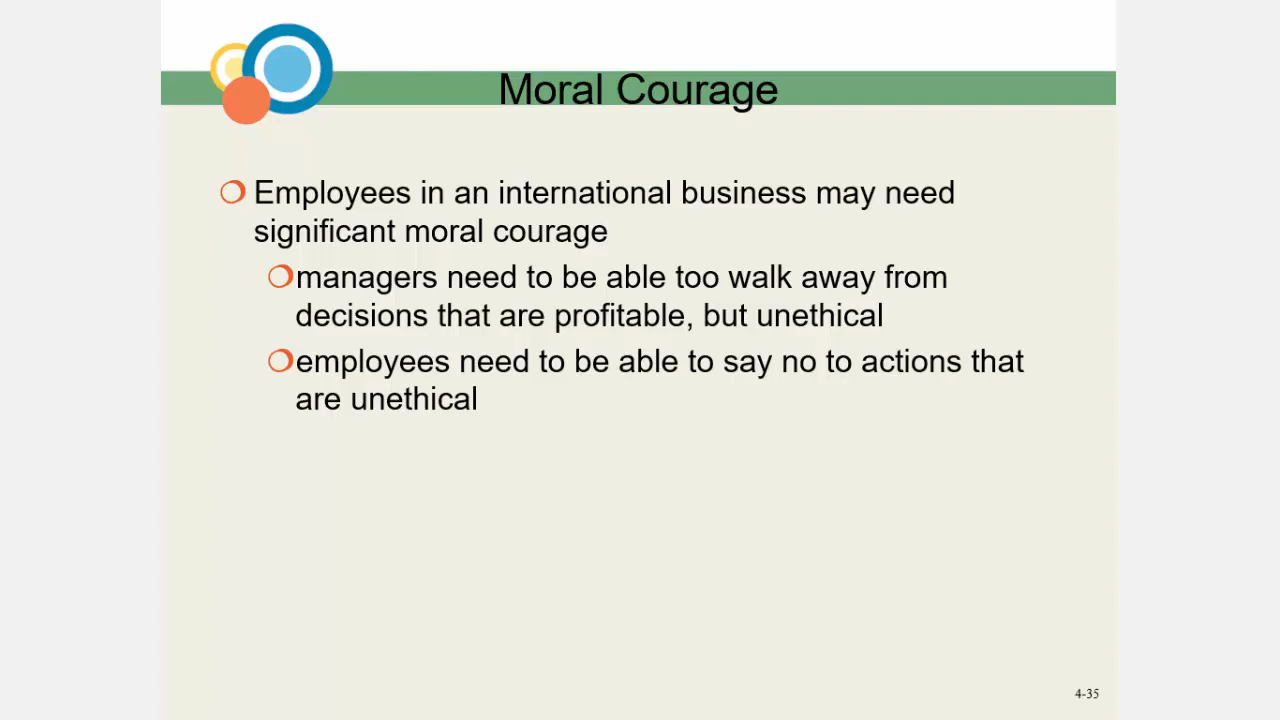 Moral Courage
Employees in an international business may need
significant moral courage
managers need to be able too walk away from
decisions that are profitable, but unethical
employees need to be able to say no to actions that
are unethical
4-35